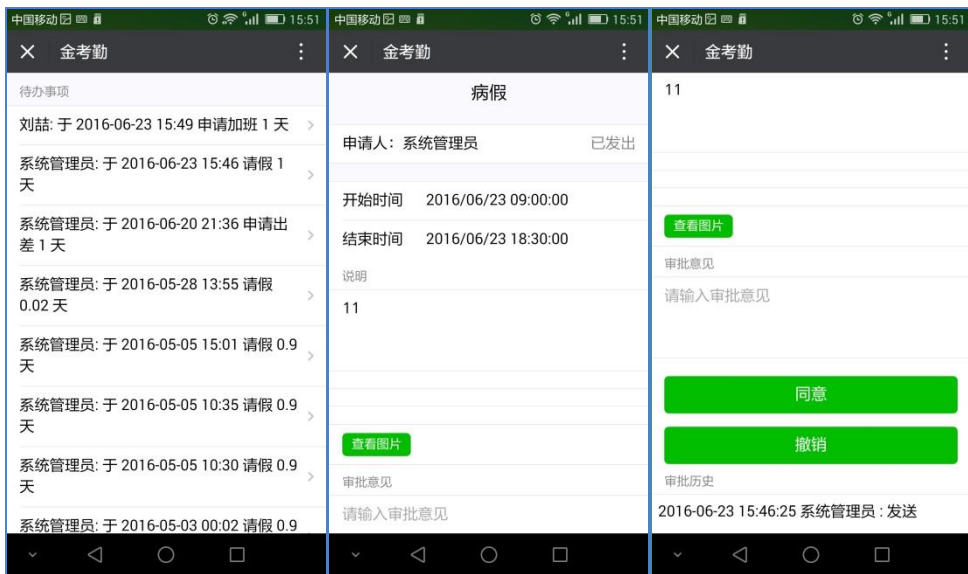 中国移动 15:51
金考勤
待办事项
刘喆: 于 2016-06-23 15:49 申请加班 1 天
系统管理员: 于 2016-06-23 15:46 请假 1
天
系统管理员: 于 2016-06-20 21:36 申请出
差 1 天
系统管理员: 于 2016-05-28 13:55 请假
0.02 天
系统管理员: 于 2016-05-05 15:01 请假 0.9
天
系统管理员: 于 2016-05-05 10:35 请假 0.9
天
系统管理员: 于 2016-05-05 10:30 请假 0.9
天
系统管理员: 于 2016-05-03 00:02 请假 0.9
中国移动 15:51
金考勤
病假
申请人：系统管理员 已发出
开始时间 2016/06/23 09:00:00
结束时间 2016/06/23 18:30:00
说明
11
查看图片
审批意见
请输入审批意见
中国移动 15:51
金考勤
11
查看图片
审批意见
请输入审批意见
同意
撤销
审批历史
2016-06-23 15:46:25 系统管理员 : 发送